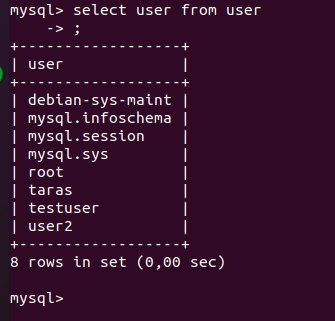 mysql> select user from user
    -> ;
+------------------+
| user             |
+------------------+
| debian-sys-maint |
| mysql.infoschema |
| mysql.session    |
| mysql.sys        |
| root             |
| taras            |
| testuser         |
| user2            |
+------------------+
8 rows in set (0,00 sec)

mysql>